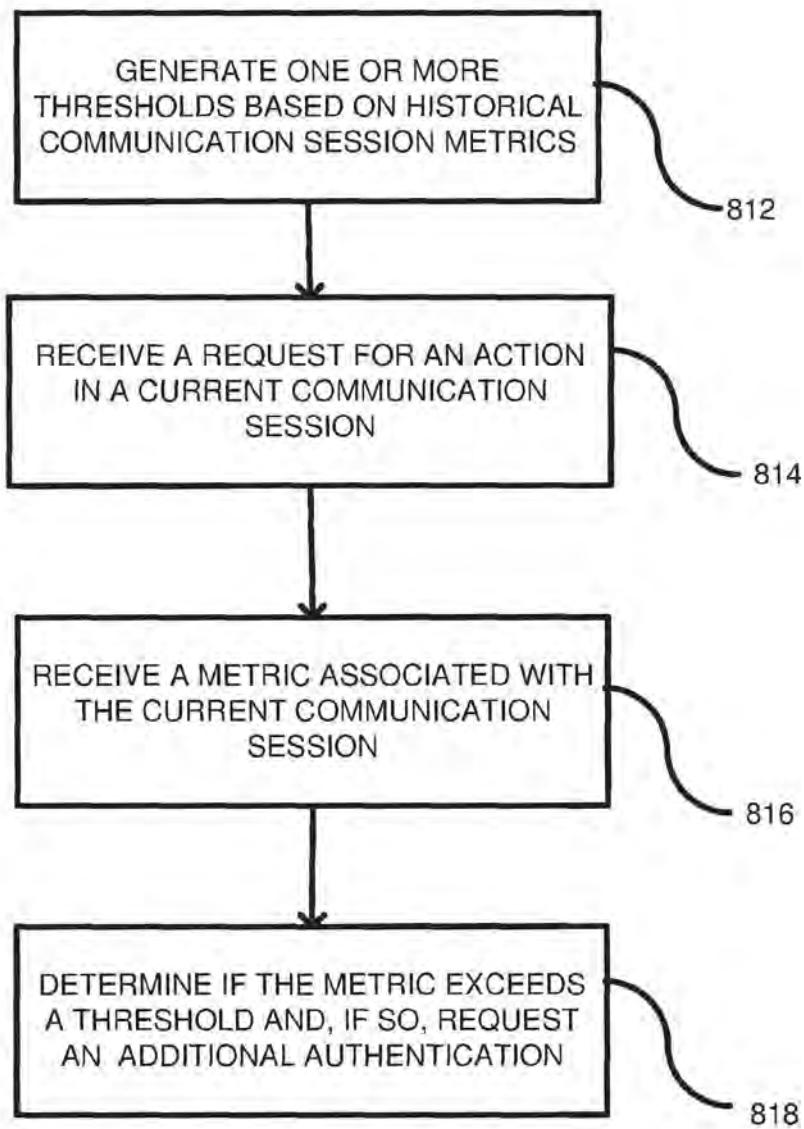 GENERATE ONE OR MORE
THRESHOLDS BASED ON HISTORICAL
COMMUNICATION SESSION METRICS
812
RECEIVE A REQUEST FOR AN ACTION
IN A CURRENT COMMUNICATION
SESSION
814
RECEIVE A METRIC ASSOCIATED WITH
THE CURRENT COMMUNICATION
SESSION
816
DETERMINE IF THE METRIC EXCEEDS
A THRESHOLD AND, IF SO, REQUEST
AN ADDITIONAL AUTHENTICATION
818